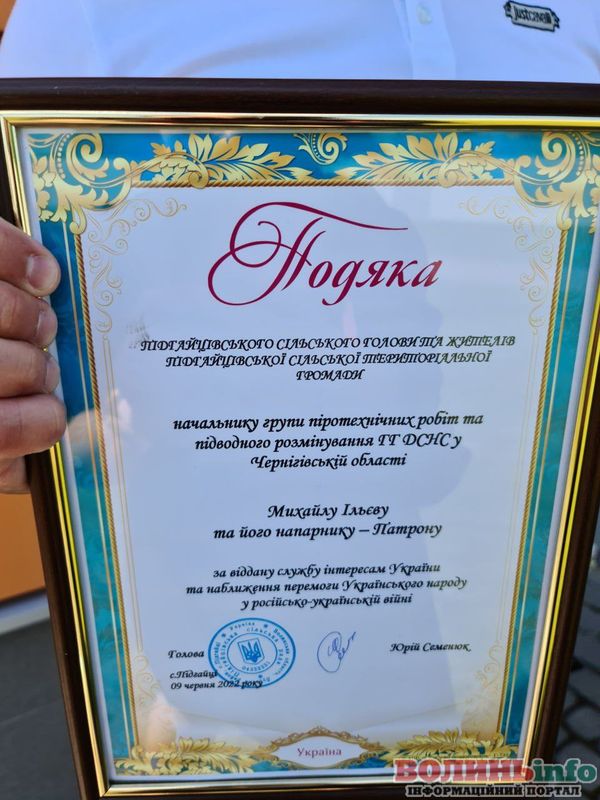 justcavalli
Подяка
ПІДГАЙЦІВСЬКОГО СІЛЬСЬКОГО ГОЛОВИ ТА ЖИТЕЛІВ
ПІДГАЙЦІВСЬКОЇ СІЛЬСЬКОЇ ТЕРИТОРІАЛЬНОЇ
ГРОМАДИ
начальнику групи піротехнічних робіт та
підводного розмінування ГТ ДСНС у
Чернігівській області
Михайлу Ільєву
та його напарнику – Патрону
за віддану службу інтересам України
та наближення перемоги Українського народу
у російсько-українській війні
Голова
Юрій Семенюк
с.Підгайці
09 червня 2022 року
Україна
ВОЛИНЬinfo
ІНФОРМАЦІЙНИЙ ПОРТАЛ